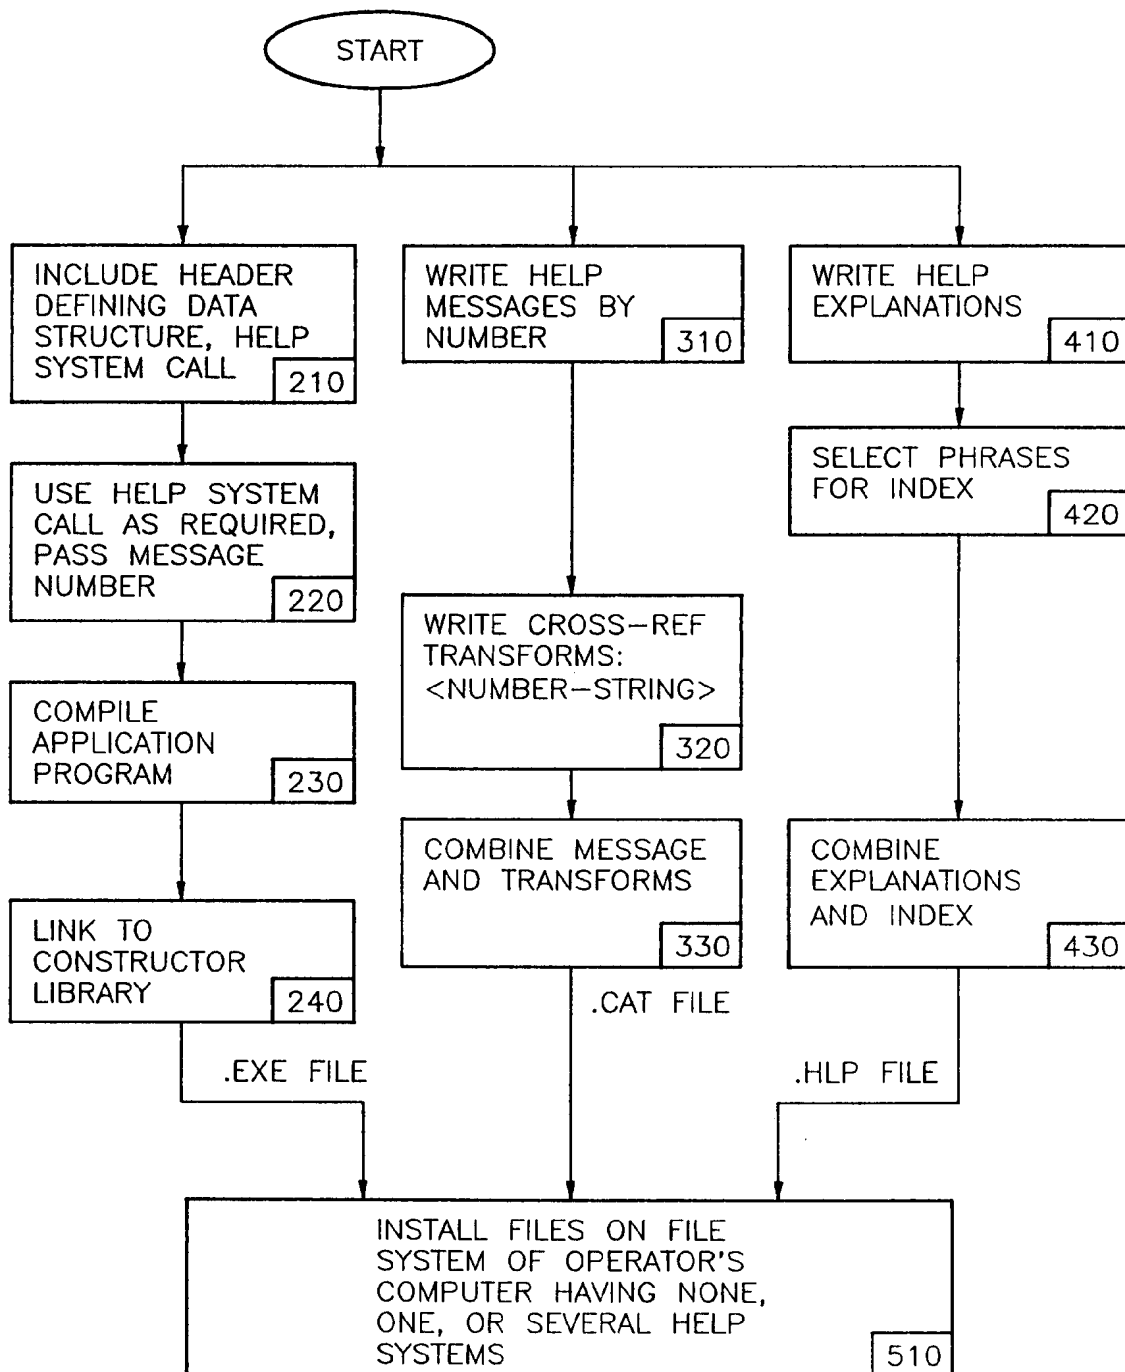 START
INCLUDE HEADER
DEFINING DATA
STRUCTURE, HELP
SYSTEM CALL
210
USE HELP SYSTEM
CALL AS REQUIRED,
PASS MESSAGE
NUMBER
220
COMPILE
APPLICATION
PROGRAM
230
LINK TO
CONSTRUCTOR
LIBRARY
240
.EXE FILE
WRITE HELP
MESSAGES BY
NUMBER
310
WRITE CROSS-REF
TRANSFORMS:
<NUMBER-STRING>
320
COMBINE MESSAGE
AND TRANSFORMS
330
.CAT FILE
WRITE HELP
EXPLANATIONS
410
SELECT PHRASES
FOR INDEX
420
COMBINE
EXPLANATIONS
AND INDEX
430
.HLP FILE
INSTALL FILES ON FILE
SYSTEM OF OPERATOR'S
COMPUTER HAVING NONE,
ONE, OR SEVERAL HELP
SYSTEMS
510